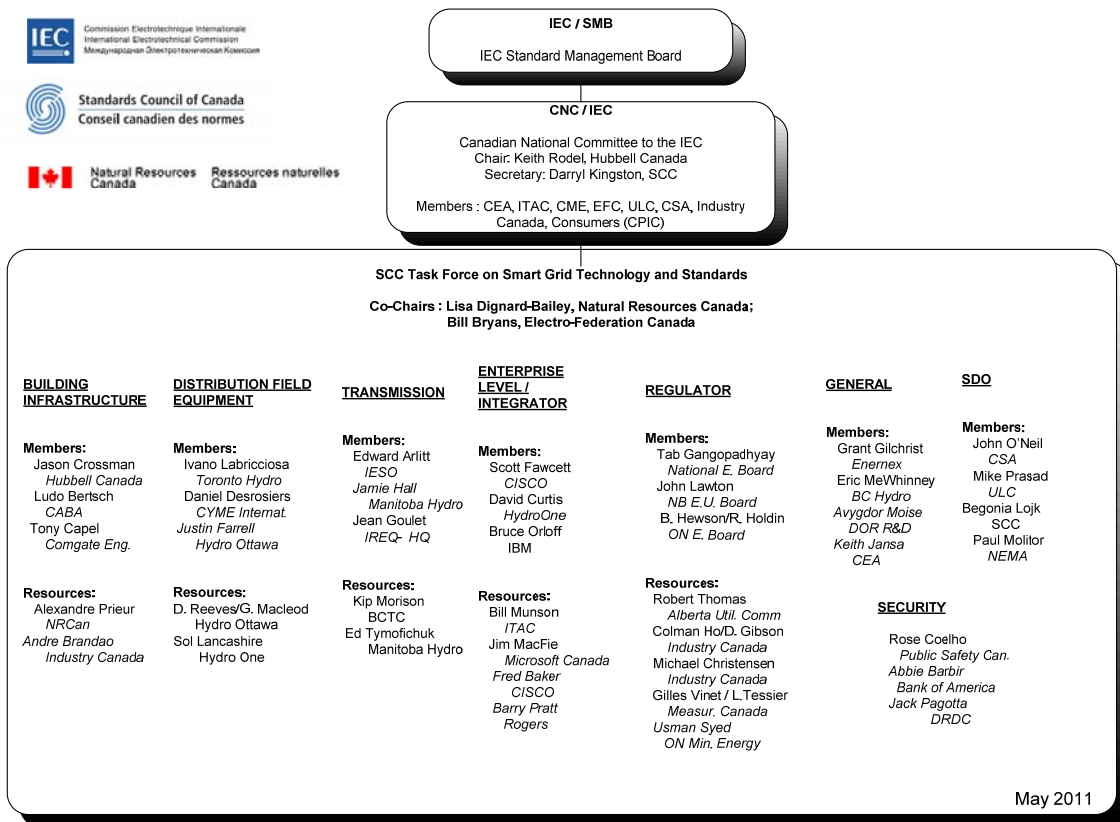 IEC
Commission Electrotechnique Internationale
International Electrotechnical Commission
Международная Электротехническая Комиссия
Standards Council of Canada
Conseil canadien des normes
Natural Resources Ressources naturelles
Canada Canada
IEC / SMB
IEC Standard Management Board
CNC / IEC
Canadian National Committee to the IEC
Chair: Keith Rodel, Hubbell Canada
Secretary: Darryl Kingston, SCC
Members : CEA, ITAC, CME, EFC, ULC, CSA, Industry
Canada, Consumers (CPIC)
SCC Task Force on Smart Grid Technology and Standards
Co-Chairs : Lisa Dignard-Bailey, Natural Resources Canada;
Bill Bryans, Electro-Federation Canada
BUILDING
INFRASTRUCTURE
Members:
Jason Crossman
Hubbell Canada
Ludo Bertsch
CABA
Tony Capel
Comgate Eng.
Resources:
Alexandre Prieur
NRCan
Andre Brandao
Industry Canada
DISTRIBUTION FIELD
EQUIPMENT
Members:
Ivano Labricciosa
Toronto Hydro
Daniel Desrosiers
CYME Internat.
Justin Farrell
Hydro Ottawa
Resources:
D. Reeves/G. Macleod
Hydro Ottawa
Sol Lancashire
Hydro One
TRANSMISSION
Members:
Edward Arlitt
IESO
Jamie Hall
Manitoba Hydro
Jean Goulet
IREQ- HQ
Resources:
Kip Morison
BCTC
Ed Tymofichuk
Manitoba Hydro
ENTERPRISE
LEVEL /
INTEGRATOR
Members:
Scott Fawcett
CISCO
David Curtis
HydroOne
Bruce Orloff
IBM
Resources:
Bill Munson
ITAC
Jim MacFie
Microsoft Canada
Fred Baker
CISCO
Barry Pratt
Rogers
REGULATOR
Members:
Tab Gangopadhyay
National E. Board
John Lawton
NB E.U. Board
B. Hewson/R. Holdin
ON E. Board
Resources:
Robert Thomas
Alberta Util. Comm
Colman Ho/D. Gibson
Industry Canada
Michael Christensen
Industry Canada
Gilles Vinet / L.Tessier
Measur. Canada
Usman Syed
ON Min. Energy
GENERAL
Members:
Grant Gilchrist
Enernex
Eric MeWhinney
BC Hydro
Avygdor Moise
DOR R&D
Keith Jansa
CEA
SDO
Members:
John O'Neil
CSA
Mike Prasad
ULC
Begonia Lojk
SCC
Paul Molitor
NEMA
SECURITY
Rose Coelho
Public Safety Can.
Abbie Barbir
Bank of America
Jack Pagotta
DRDC
May 2011